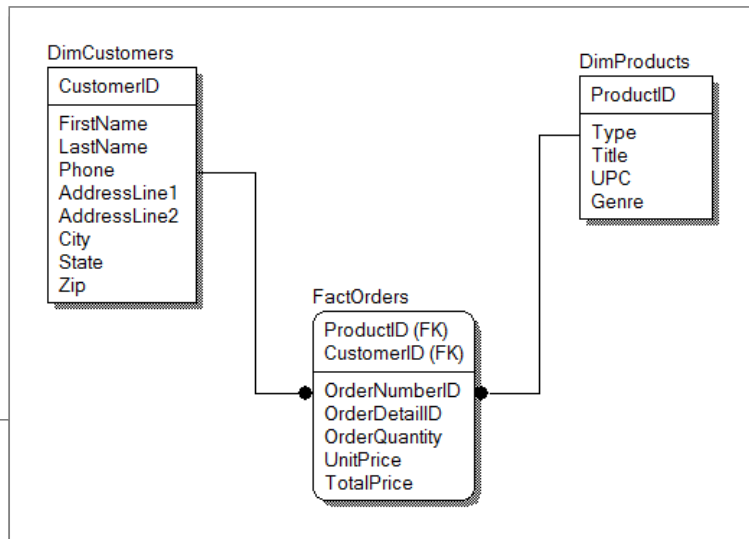 DimCustomers
CustomerID
FirstName
LastName
Phone
AddressLine1
AddressLine2
City
State
Zip
DimProducts
ProductID
Type
Title
UPC
Genre
FactOrders
ProductID (FK)
CustomerID (FK)
OrderNumberID
OrderDetailID
OrderQuantity
UnitPrice
TotalPrice